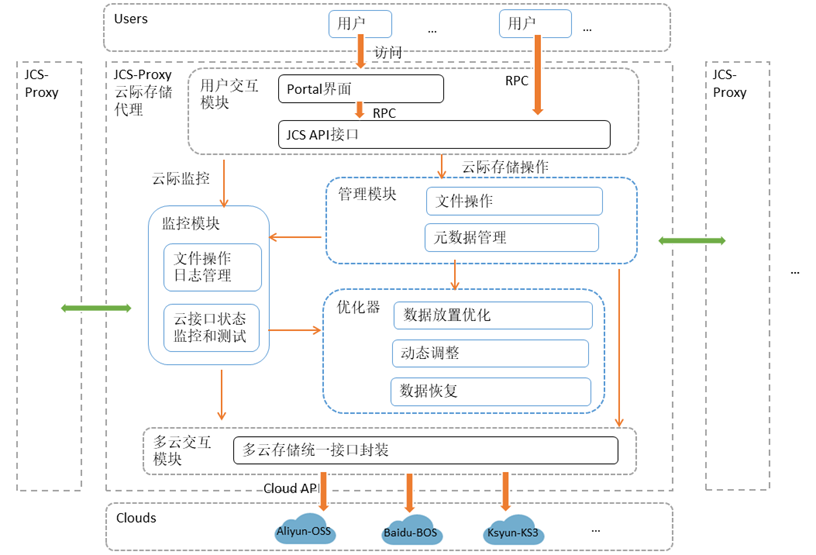 Users
用户
...
用户
...
访问
RPC
JCS-
Proxy
JCS-Proxy
云际存储
代理
用户交互
模块
Portal界面
RPC
JCS API接口
JCS-
Proxy
云际监控
云际存储操作
管理模块
文件操作
元数据管理
监控模块
文件操作
日志管理
云接口状态
监控和测试
优化器
数据放置优化
动态调整
数据恢复
...
多云交互
模块
多云存储统一接口封装
Cloud API
Clouds
Aliyun-OSS
Baidu-BOS
Ksyun-KS3
...